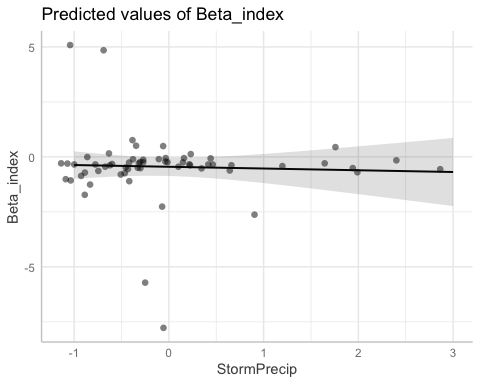 Predicted values of Beta_index
5
0
-5
Beta_index
-1
0
1
2
3
StormPrecip